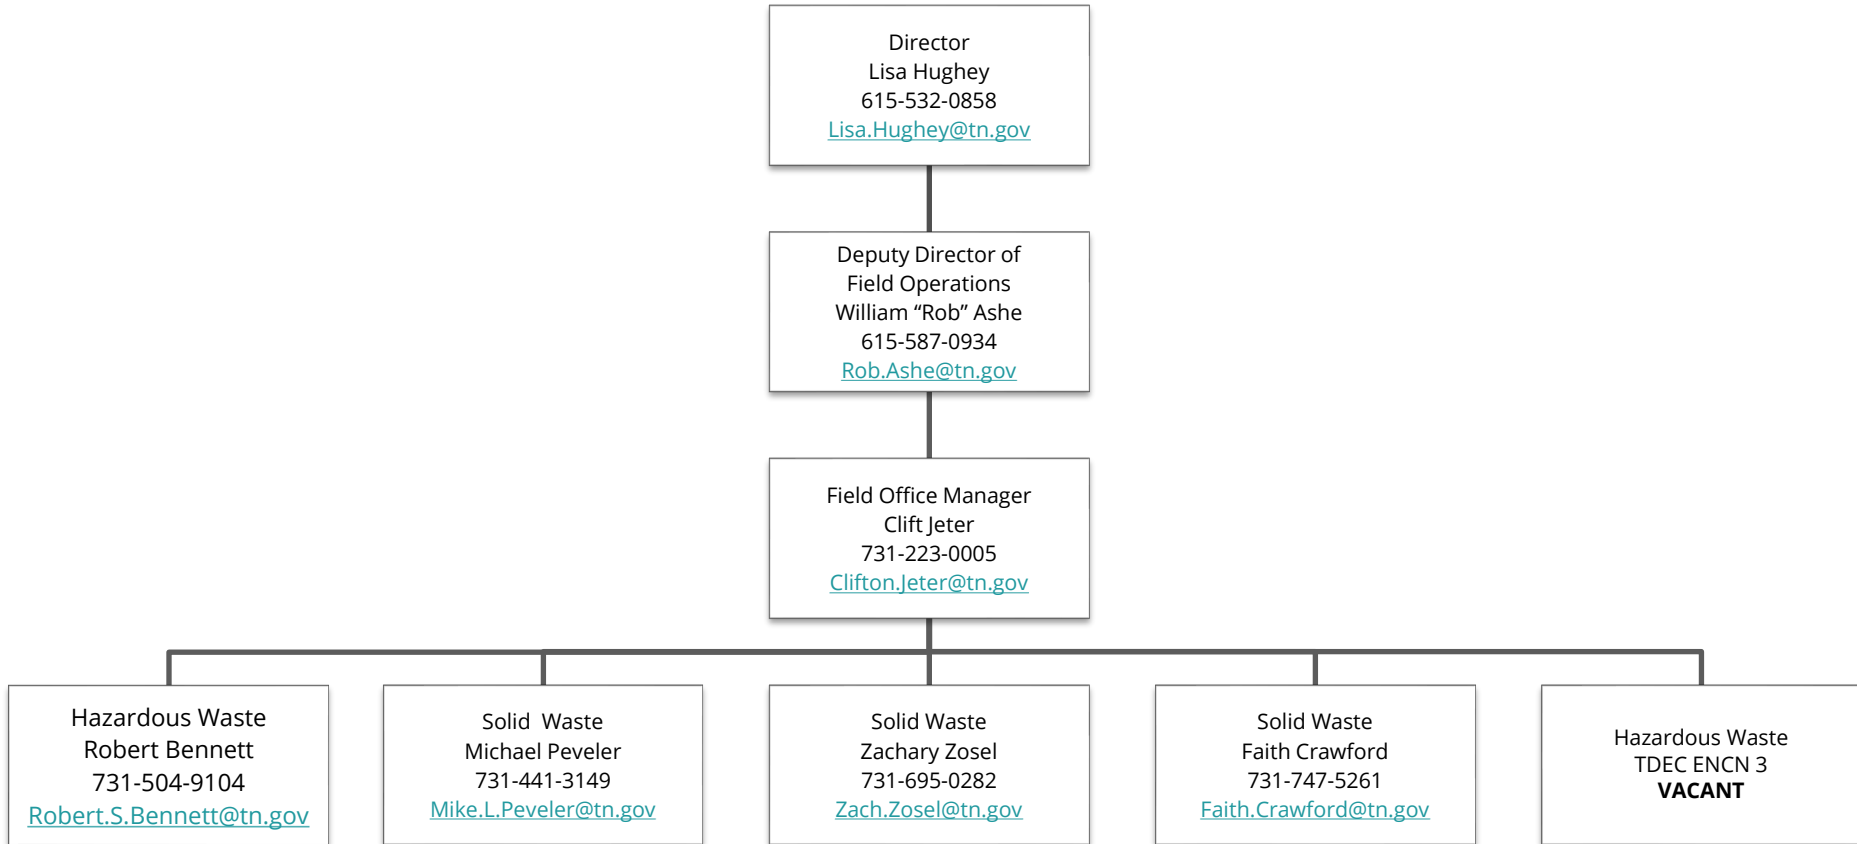 Director
Lisa Hughey
615-532-0858
Lisa.Hughey@tn.gov
Deputy Director of
Field Operations
William “Rob” Ashe
615-587-0934
Rob.Ashe@tn.gov
Field Office Manager
Clift Jeter
731-223-0005
Clifton.Jeter@tn.gov
Hazardous Waste
Robert Bennett
731-504-9104
Robert.S.Bennett@tn.gov
Solid  Waste
Michael Peveler
731-441-3149
Mike.L.Peveler@tn.gov
Solid Waste
Zachary Zosel
731-695-0282
Zach.Zosel@tn.gov
Solid Waste
Faith Crawford
731-747-5261
Faith.Crawford@tn.gov
Hazardous Waste
TDEC ENCN 3
VACANT